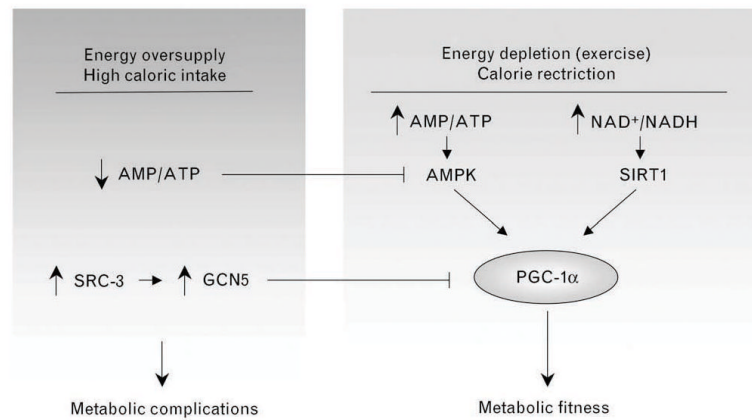 Energy oversupply
High caloric intake
AMP/ATP
SRC-3
GCN5
Metabolic complications
Energy depletion (exercise)
Calorie rectriction
AMP/ATP
NAD+/NADH
AMPK
SIRT1
PGC-1α
Metabolic fitness